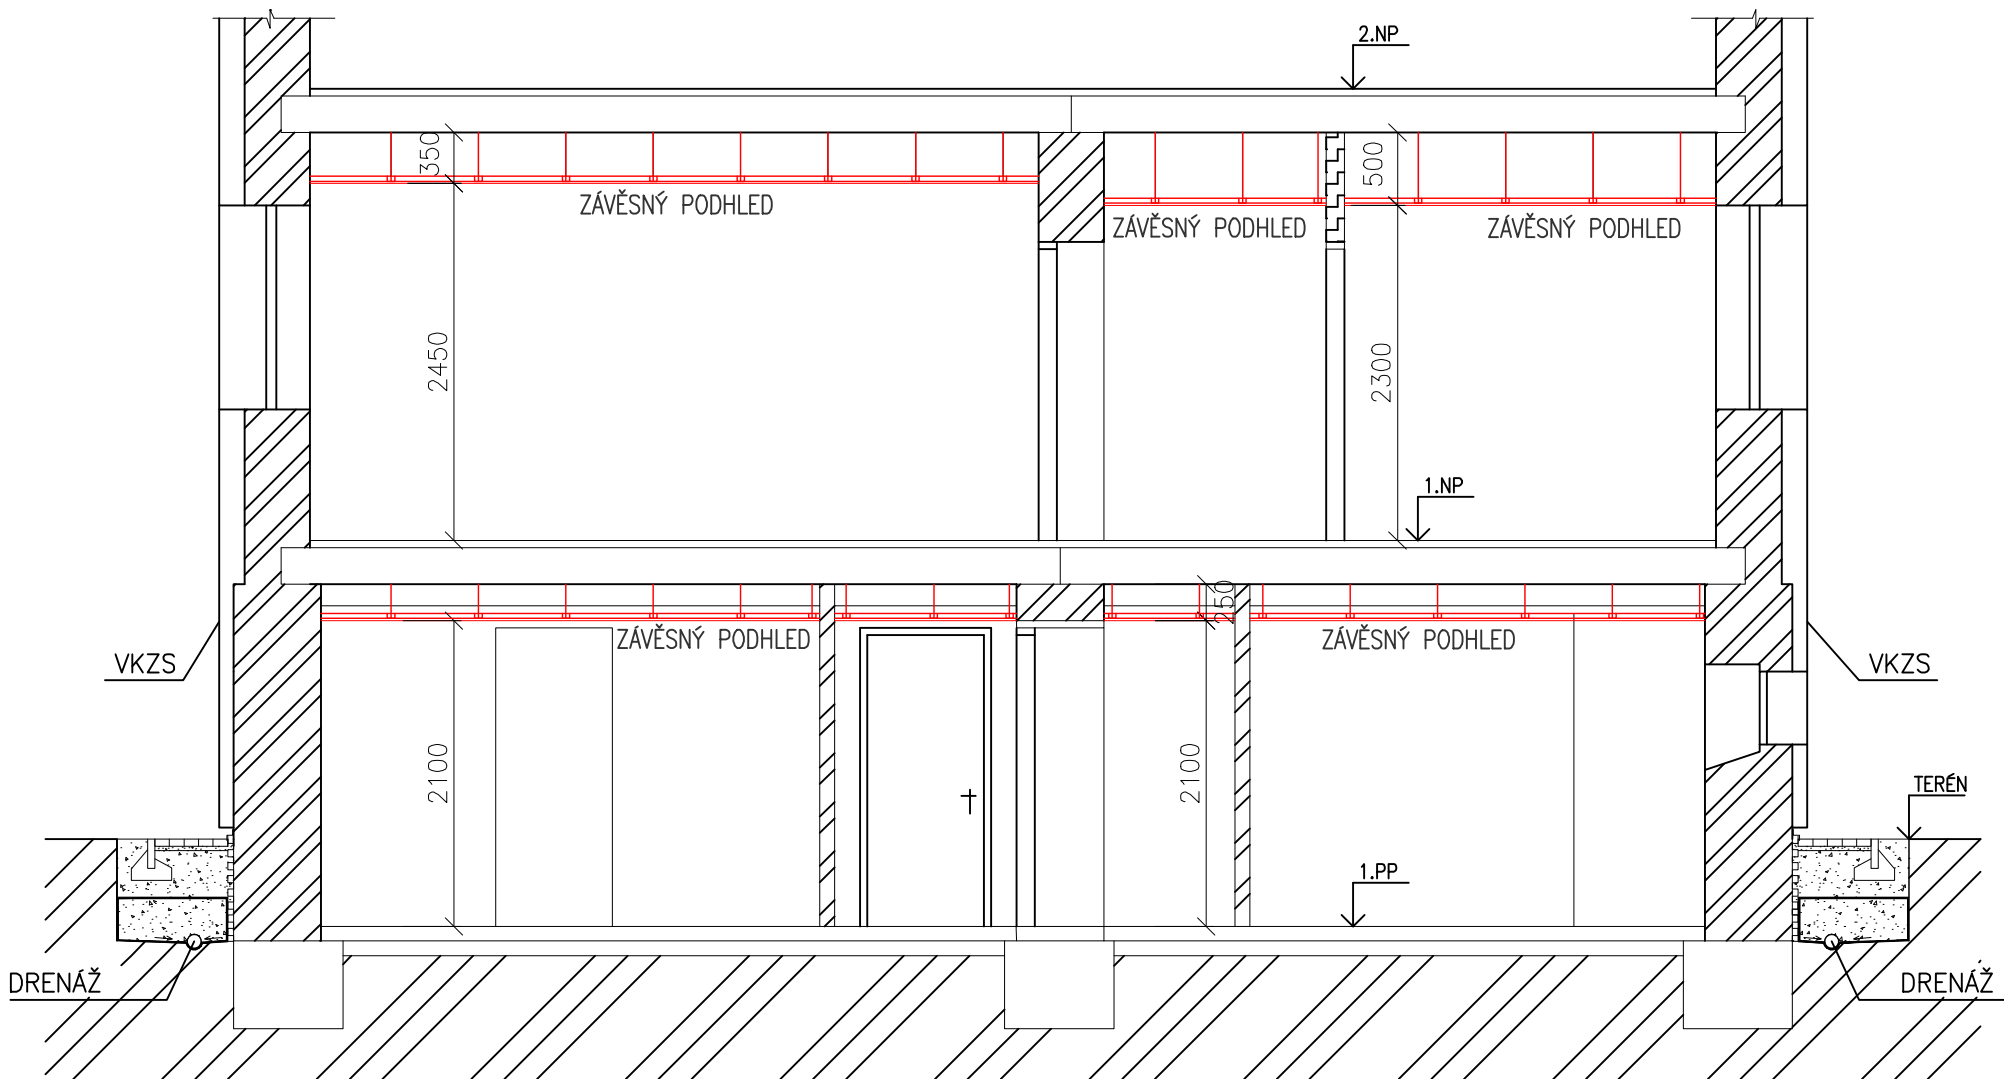 2.NP
350
500
ZÁVĚSNÝ PODHLED
ZÁVĚSNÝ PODHLED
ZÁVĚSNÝ PODHLED
2450
2300
1.NP
250
ZÁVĚSNÝ PODHLED
ZÁVĚSNÝ PODHLED
VKZS
VKZS
2100
2100
TERÉN
1.PP
DRENÁŽ
DRENÁŽ